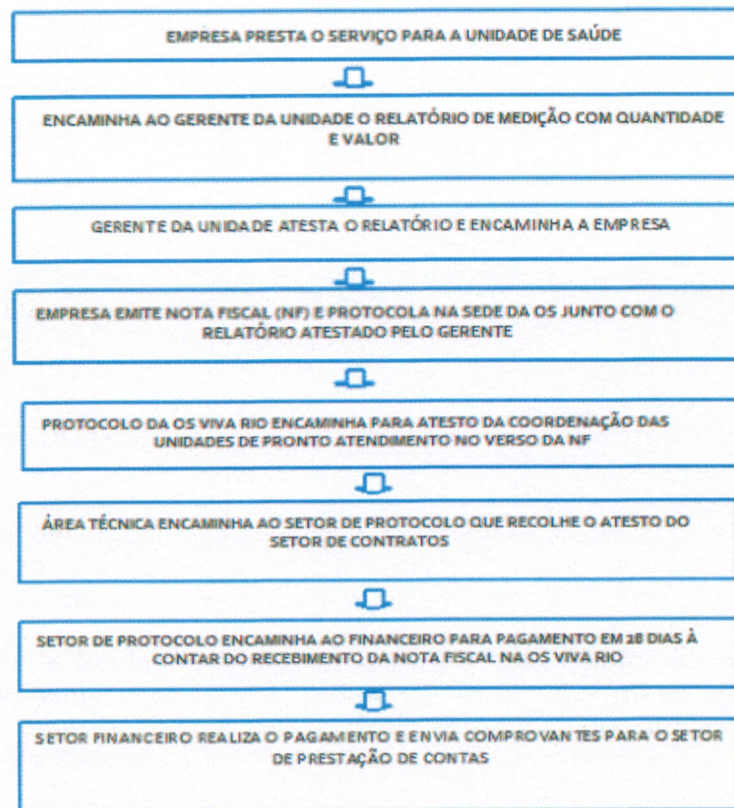 EMPRESA PRESTA O SERVIÇO PARA A UNIDADE DE SAÚDE
ENCAMINHA AO GERENTE DA UNIDADE O RELATÓRIO DE MEDIÇÃO COM QUANTIDADE
E VALOR
GERENTE DA UNIDADE ATESTA O RELATÓRIO E ENCAMINHA A EMPRESA
EMPRESA EMITE NOTA FISCAL (NF) E PROTOCOLA NA SEDE DA OS JUNTO COM O
RELATÓRIO ATESTADO PELO GERENTE
PROTOCOLO DA OS VIVA RIO ENCAMINHA PARA ATESTO DA COORDENAÇÃO DAS
UNIDADES DE PRONTO ATENDIMENTO NO VERSO DA NF
ÁREA TÉCNICA ENCAMINHA AO SETOR DE PROTOCOLO QUE RECOLHE O ATESTO DO
SETOR DE CONTRATOS
SETOR DE PROTOCOLO ENCAMINHA AO FINANCEIRO PARA PAGAMENTO EM 28 DIAS À
CONTAR DO RECEBIMENTO DA NOTA FISCAL NA OS VIVA RIO
SETOR FINANCEIRO REALIZA O PAGAMENTO E ENVIA COMPROVANTES PARA O SETOR
DE PRESTAÇÃO DE CONTAS